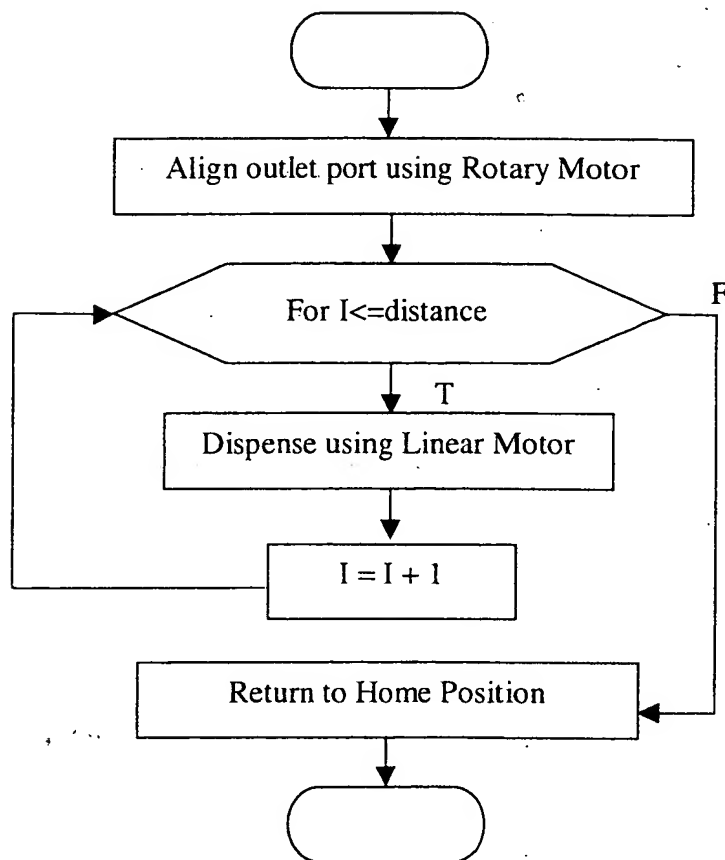 Align outlet port using Rotary Motor
For I<=distance
F
T
Dispense using Linear Motor
I = I + 1
Return to Home Position